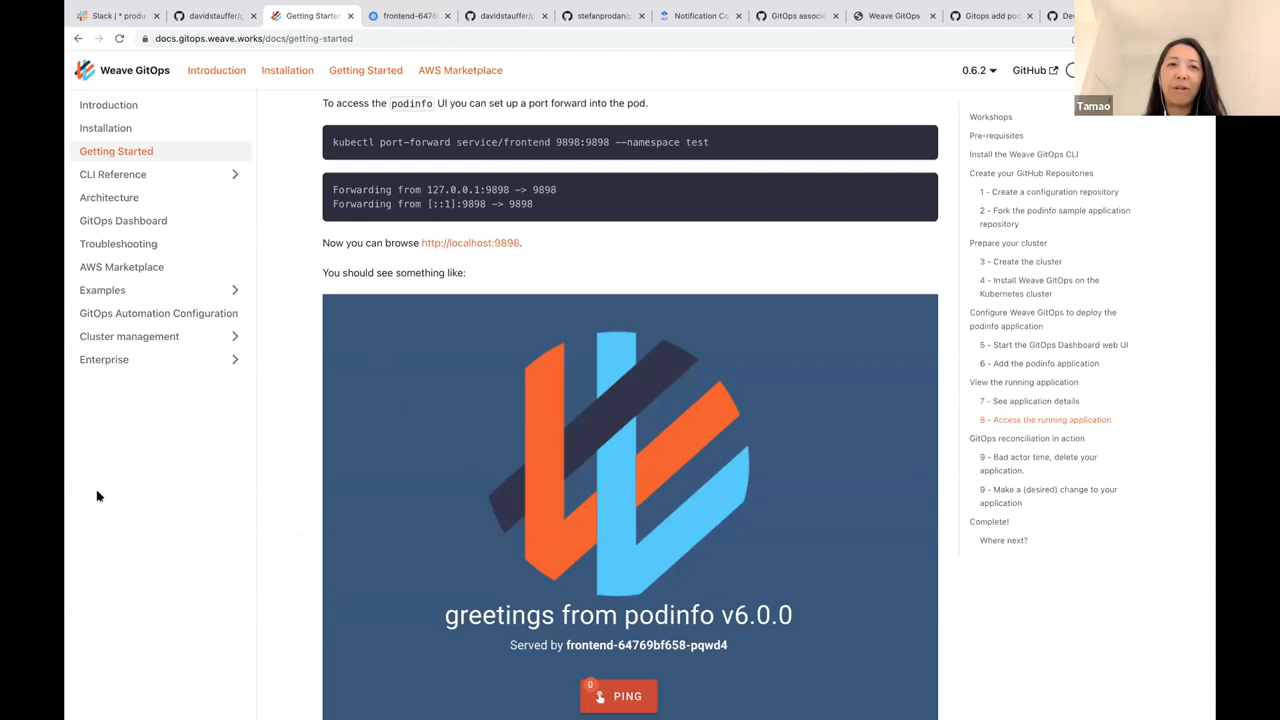 Slack | * produ
davidstauffer/g
Getting Started
frontend-6476
davidstauffer/
stefanprodan/p
Notification Co
GitOps associ
Weave GitOps
Gitops add po
De
docs.gitops.weave.works/docs/getting-started
Weave GitOps
Introduction
Installation
Getting Started
AWS Marketplace
0.6.2
GitHub
Tamao
Introduction
Installation
Getting Started
CLI Reference
Architecture
GitOps Dashboard
Troubleshooting
AWS Marketplace
Examples
GitOps Automation Configuration
Cluster management
Enterprise
To access the podinfo UI you can set up a port forward into the pod.
kubectl port-forward service/frontend 9898:9898 --namespace test
Forwarding from 127.0.0.1:9898 -> 9898
Forwarding from [::1]:9898 -> 9898
Now you can browse http://localhost:9898.
You should see something like:
greetings from podinfo v6.0.0
Served by frontend-64769bf658-pqwd4
0
PING
Workshops
Pre-requisites
Install the Weave GitOps CLI
Create your GitHub Repositories
1 - Create a configuration repository
2 - Fork the podinfo sample application
repository
Prepare your cluster
3 - Create the cluster
4 - Install Weave GitOps on the
Kubernetes cluster
Configure Weave GitOps to deploy the
podinfo application
5 - Start the GitOps Dashboard web UI
6 - Add the podinfo application
View the running application
7 - See application details
8 - Access the running application
GitOps reconciliation in action
9 - Bad actor time, delete your
application.
9 - Make a (desired) change to your
application
Complete!
Where next?